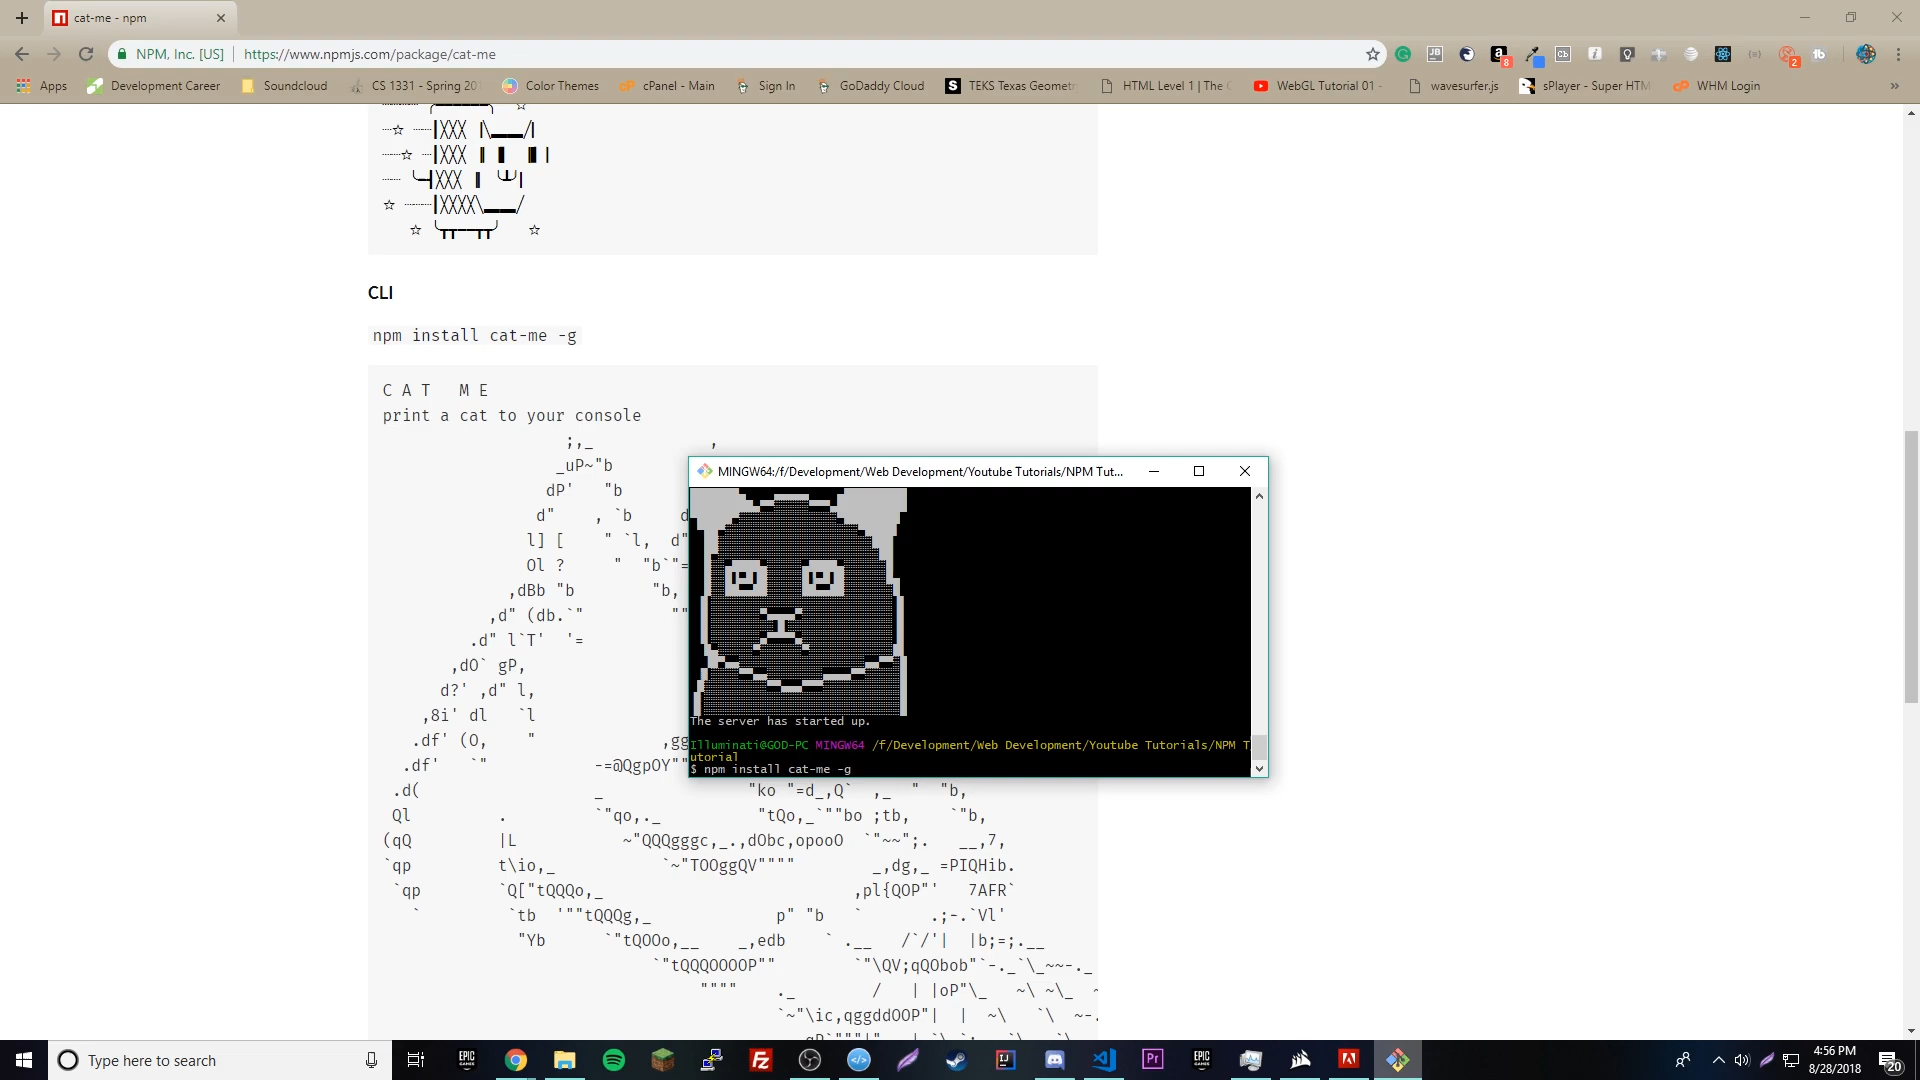 cat-me - npm
NPM, Inc. [US]
https://www.npmjs.com/package/cat-me
Apps
Development Career
Soundcloud
CS 1331 - Spring 20
Color Themes
cPanel - Main
Sign In
GoDaddy Cloud
TEKS Texas Geomet
HTML Level 1 | The
WebGL Tutorial 01 -
wavesurfer.js
sPlayer - Super HTM
WHM Login
CLI
npm install cat-me -g
C A T   M E
print a cat to your console
MINGW64:/f/Development/Web Development/Youtube Tutorials/NPM Tut...
The server has started up.
Illuminati@GOD-PC MINGW64 /f/Development/Web Development/Youtube Tutorials/NPM T
utorial
$ npm install cat-me -g
Type here to search
4:56 PM
8/28/2018
20